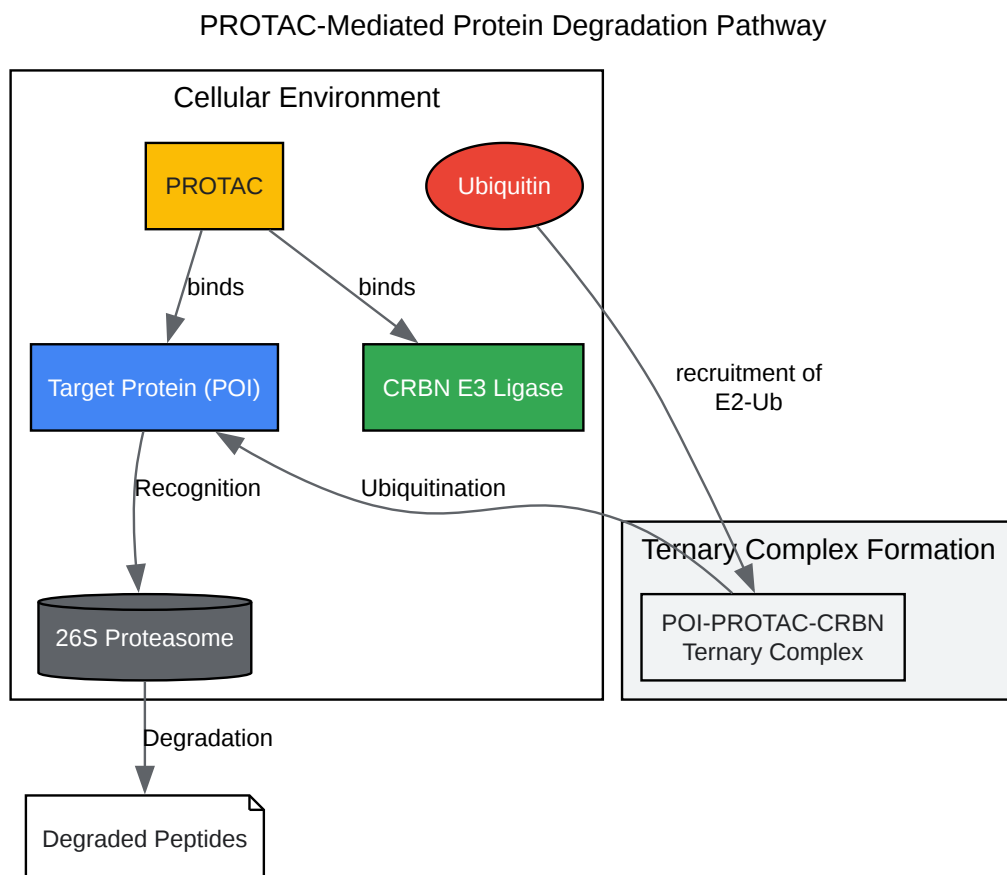 PROTAC-Mediated Protein Degradation Pathway
Cellular Environment
PROTAC
Ubiquitin
binds
binds
Target Protein (POI)
CRBN E3 Ligase
recruitment of
E2-Ub
Recognition
Ubiquitination
Ternary Complex Formation
POI-PROTAC-CRBN
Ternary Complex
26S Proteasome
Degradation
Degraded Peptides